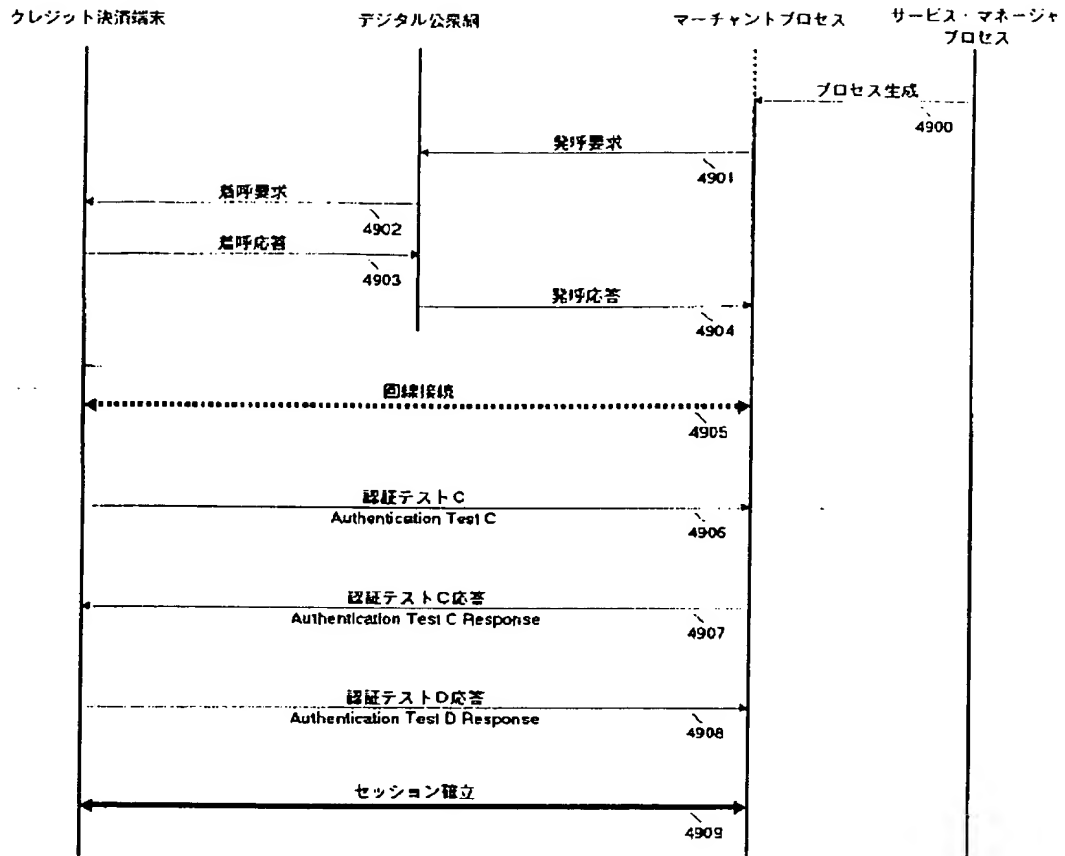 クレジット決済端末
デジタル公衆網
マーチャントプロセス
サービス・マネージャ
プロセス
プロセス生成
4900
発呼要求
4901
着呼要求
4902
着呼応答
4903
発呼応答
4904
回線接続
4905
認証テストC
Authentication Test C
4906
認証テストC応答
Authentication Test C Response
4907
認証テストD応答
Authentication Test D Response
4908
セッション確立
4909